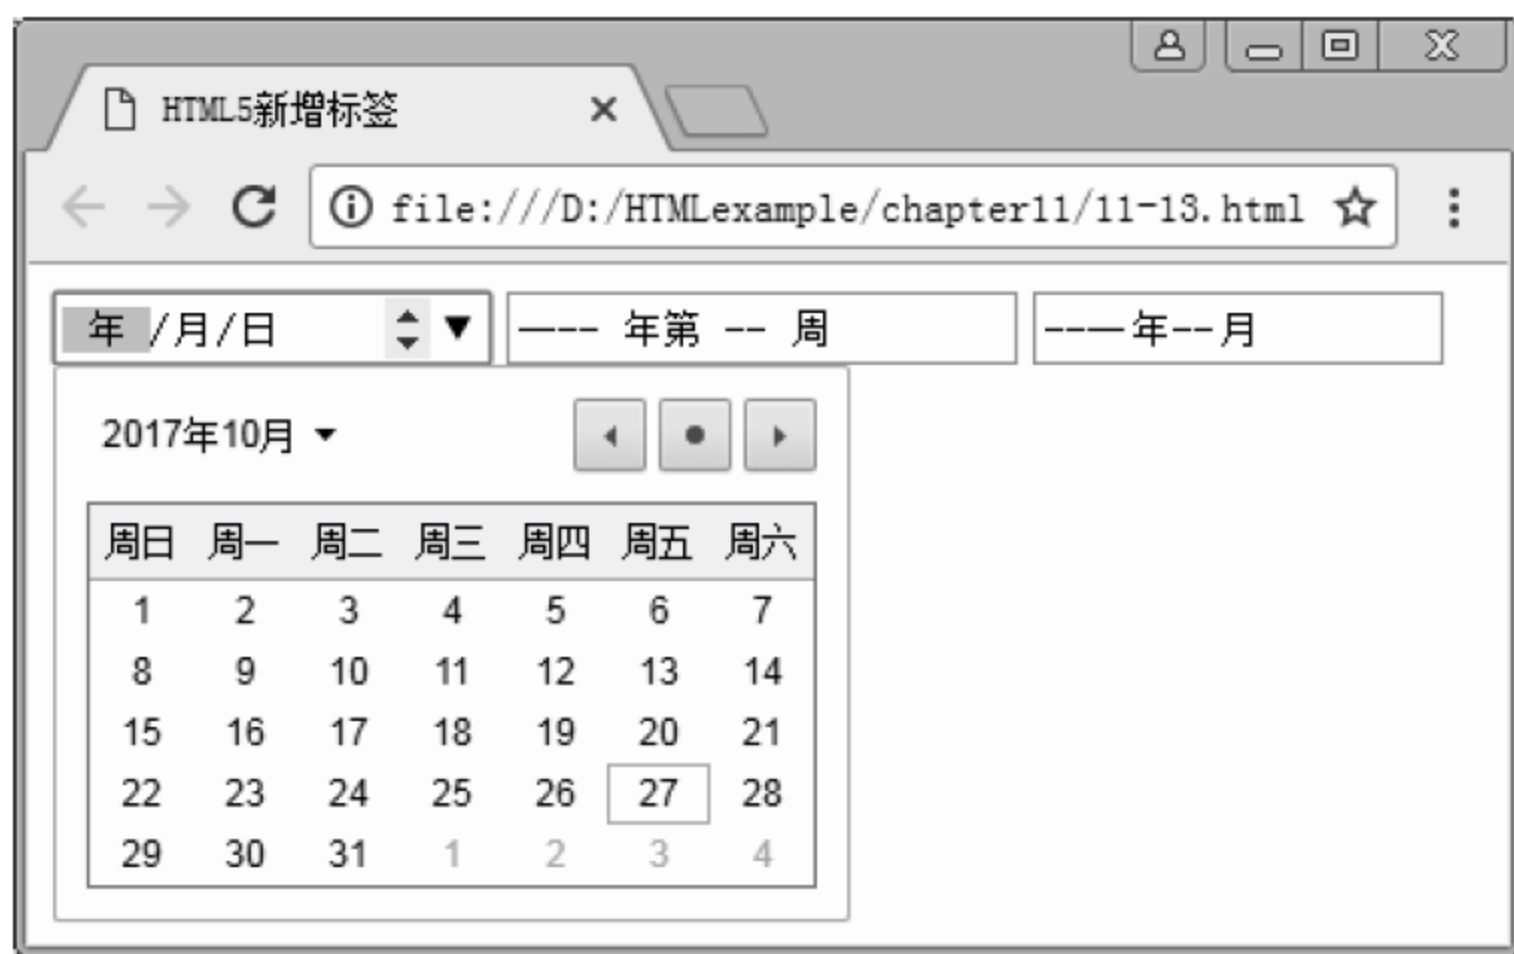 HTML5新增标签
file:///D:/HTMLexample/chapter11/11-13.html
年/月/日 ---- 年第 -- 周 ----年--月
2017年10月
周日 周一 周二 周三 周四 周五 周六
1 2 3 4 5 6 7
8 9 10 11 12 13 14
15 16 17 18 19 20 21
22 23 24 25 26 27 28
29 30 31 1 2 3 4